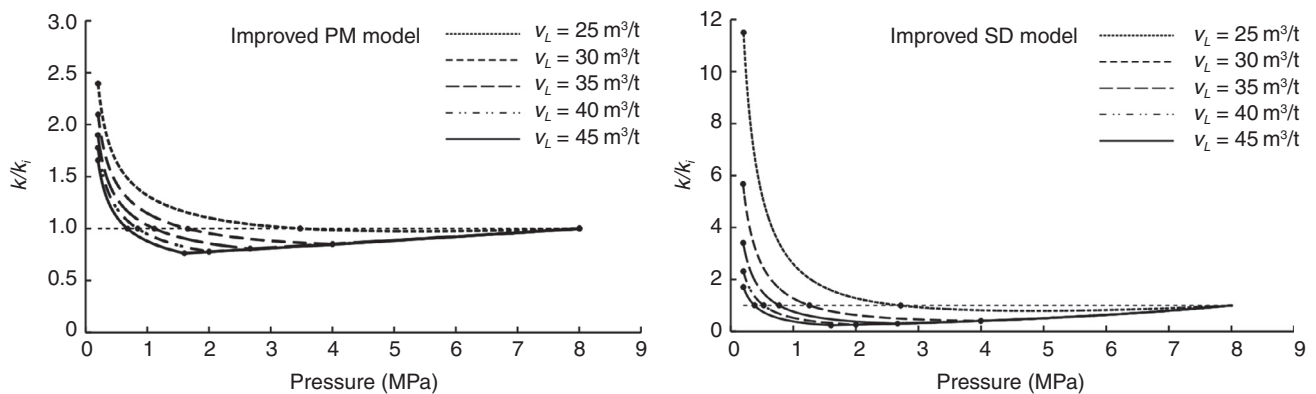 Improved PM model
v_L = 25 m³/t
v_L = 30 m³/t
v_L = 35 m³/t
v_L = 40 m³/t
v_L = 45 m³/t
3.0
2.5
2.0
1.5
1.0
0.5
0
k/k_i
0 1 2 3 4 5 6 7 8 9
Pressure (MPa)
Improved SD model
v_L = 25 m³/t
v_L = 30 m³/t
v_L = 35 m³/t
v_L = 40 m³/t
v_L = 45 m³/t
12
10
8
6
4
2
0
k/k_i
0 1 2 3 4 5 6 7 8 9
Pressure (MPa)